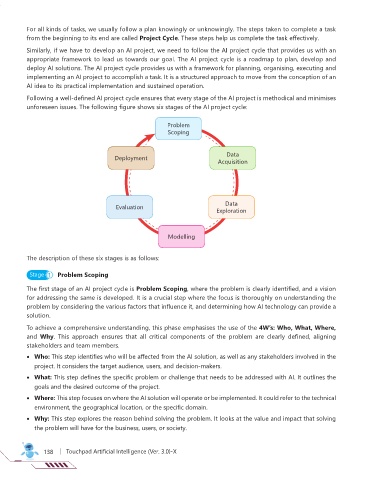 For all kinds of tasks, we usually follow a plan knowingly or unknowingly. The steps taken to complete a task
from the beginning to its end are called Project Cycle. These steps help us complete the task effectively.
Similarly, if we have to develop an AI project, we need to follow the AI project cycle that provides us with an
appropriate framework to lead us towards our goal. The AI project cycle is a roadmap to plan, develop and
deploy AI solutions. The AI project cycle provides us with a framework for planning, organising, executing and
implementing an AI project to accomplish a task. It is a structured approach to move from the conception of an
AI idea to its practical implementation and sustained operation.
Following a well-defined AI project cycle ensures that every stage of the AI project is methodical and minimises
unforeseen issues. The following figure shows six stages of the AI project cycle:
Problem
Scoping
Data
Acquisition
Data
Exploration
Modelling
Evaluation
Deployment
The description of these six stages is as follows:
Stage 1 Problem Scoping
The first stage of an AI project cycle is Problem Scoping, where the problem is clearly identified, and a vision
for addressing the same is developed. It is a crucial step where the focus is thoroughly on understanding the
problem by considering the various factors that influence it, and determining how AI technology can provide a
solution.
To achieve a comprehensive understanding, this phase emphasises the use of the 4W's: Who, What, Where,
and Why. This approach ensures that all critical components of the problem are clearly defined, aligning
stakeholders and team members.
• Who: This step identifies who will be affected from the AI solution, as well as any stakeholders involved in the
project. It considers the target audience, users, and decision-makers.
• What: This step defines the specific problem or challenge that needs to be addressed with AI. It outlines the
goals and the desired outcome of the project.
• Where: This step focuses on where the AI solution will operate or be implemented. It could refer to the technical
environment, the geographical location, or the specific domain.
• Why: This step explores the reason behind solving the problem. It looks at the value and impact that solving
the problem will have for the business, users, or society.
138 | Touchpad Artificial Intelligence (Ver. 3.0)-X